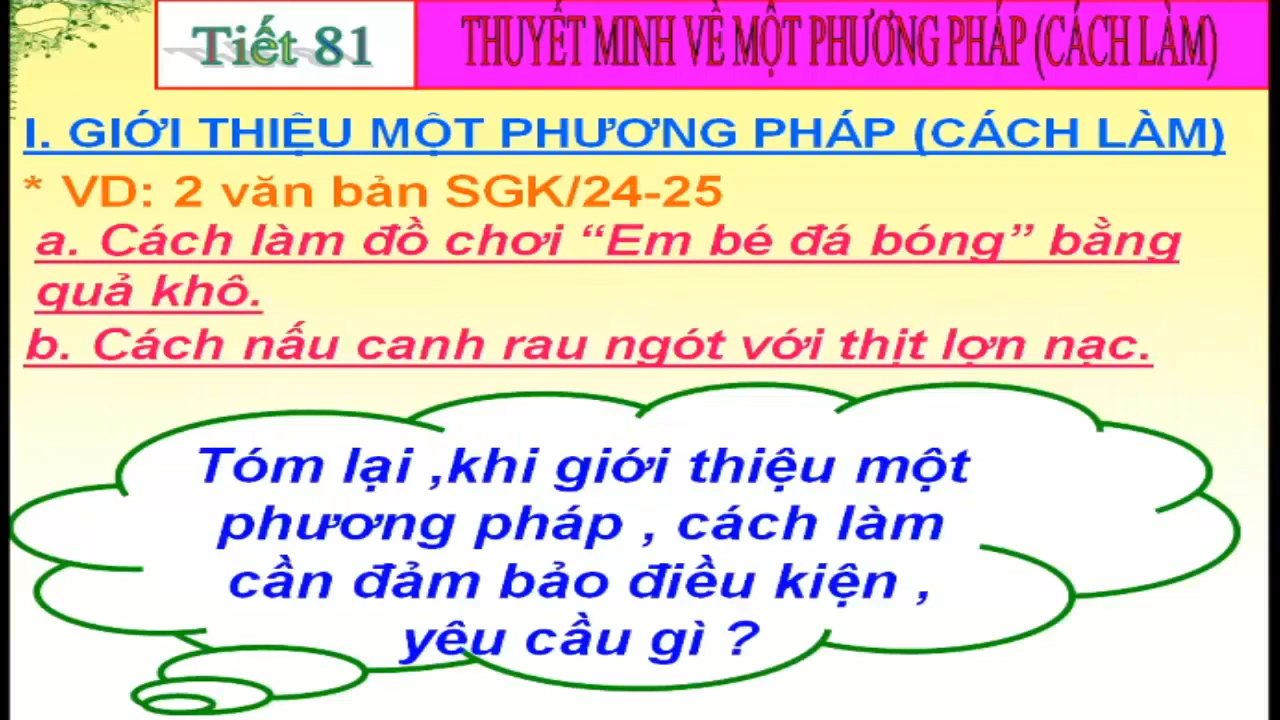 Tiết 81
THUYẾT MINH VỀ MỘT PHƯƠNG PHÁP (CÁCH LÀM)
I. GIỚI THIỆU MỘT PHƯƠNG PHÁP (CÁCH LÀM)
* VD: 2 văn bản SGK/24-25
a. Cách làm đồ chơi “Em bé đá bóng” bằng
quả khô.
b. Cách nấu canh rau ngót với thịt lợn nạc.
Tóm lại ,khi giới thiệu một
phương pháp , cách làm
cần đảm bảo điều kiện ,
yêu cầu gì ?